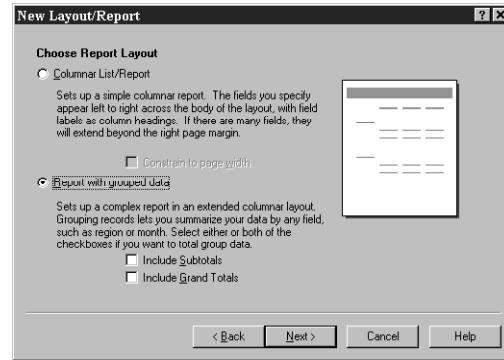 New Layout/Report
Choose Report Layout
Columnar List/Report
Sets up a simple columnar report. The fields you specify
appear left to right across the body of the layout, with field
labels as column headings. If there are many fields, they
will extend beyond the right page margin.
Constrain to page width
Report with grouped data
Sets up a complex report in an extended columnar layout.
Grouping records lets you summarize your data by any field,
such as region or month. Select either or both of the
checkboxes if you want to total group data.
Include Subtotals
Include Grand Totals
< Back Next > Cancel Help